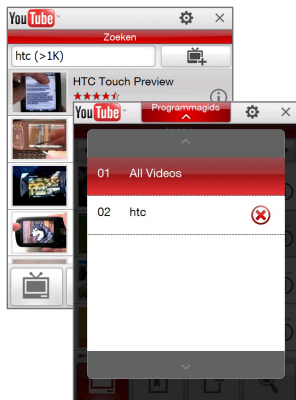 YouTube
Zoeken
htc (>1K)
HTC Touch Preview
YouTube
Programmagids
01 All Videos
02 htc